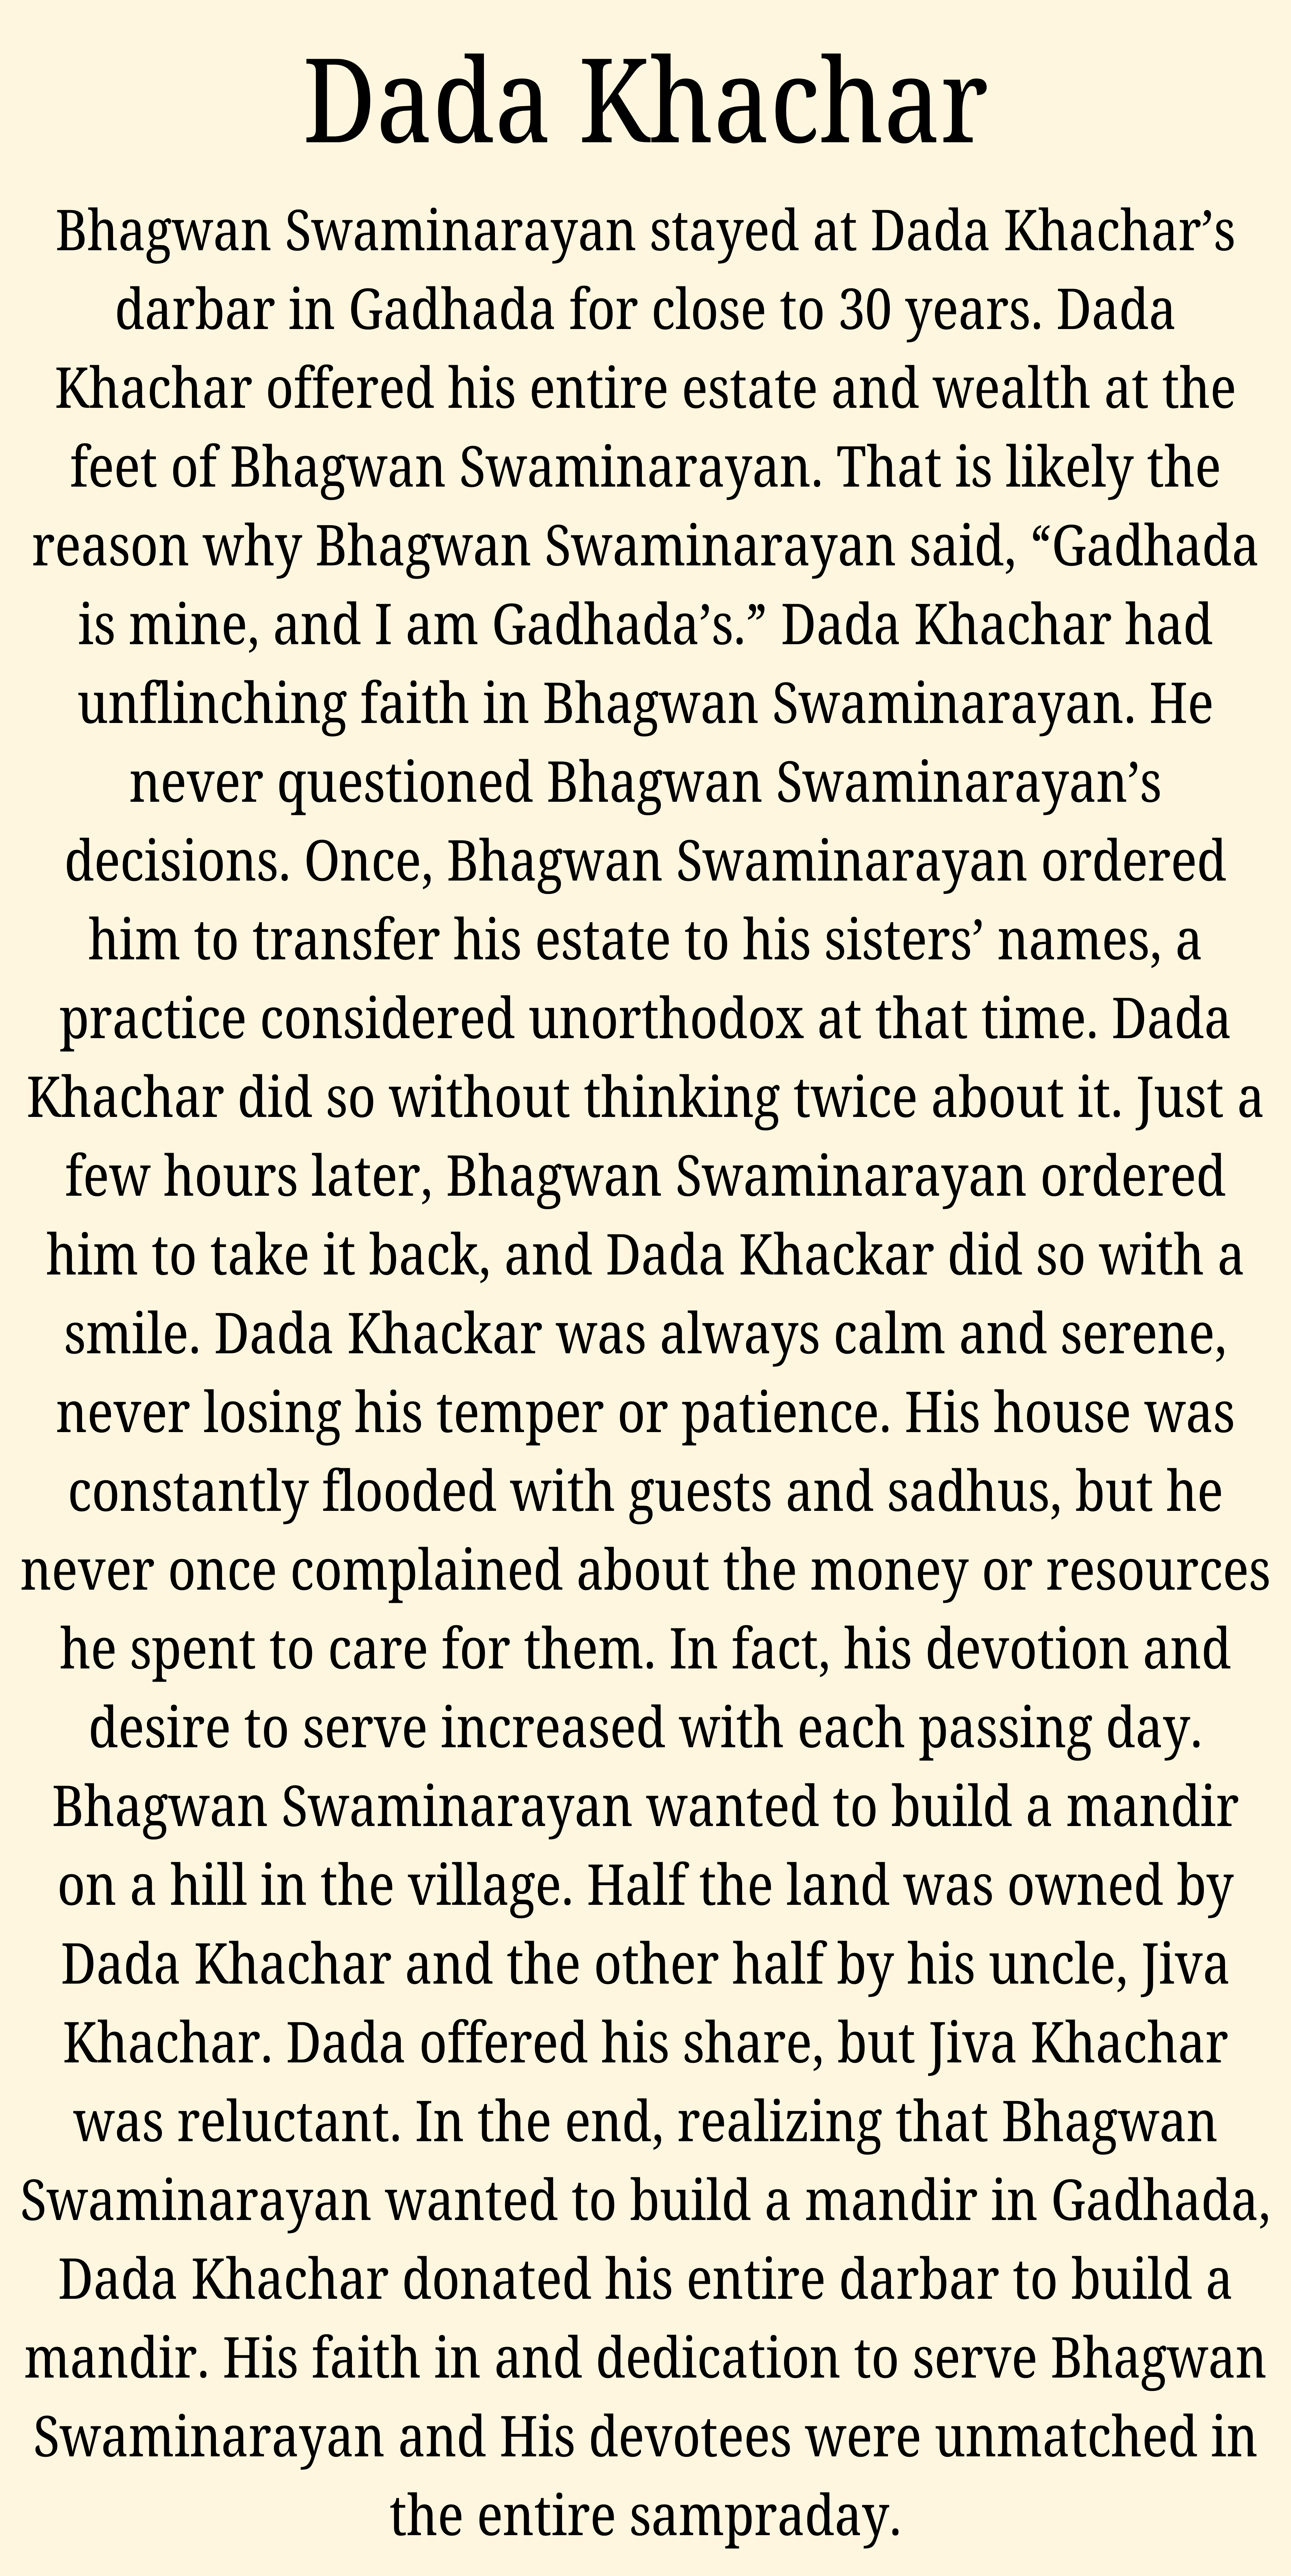 Dada Khachar
Bhagwan Swaminarayan stayed at Dada Khachar’s
darbar in Gadhada for close to 30 years. Dada
Khachar offered his entire estate and wealth at the
feet of Bhagwan Swaminarayan. That is likely the
reason why Bhagwan Swaminarayan said, “Gadhada
is mine, and I am Gadhada’s.” Dada Khachar had
unflinching faith in Bhagwan Swaminarayan. He
never questioned Bhagwan Swaminarayan’s
decisions. Once, Bhagwan Swaminarayan ordered
him to transfer his estate to his sisters’ names, a
practice considered unorthodox at that time. Dada
Khachar did so without thinking twice about it. Just a
few hours later, Bhagwan Swaminarayan ordered
him to take it back, and Dada Khackar did so with a
smile. Dada Khackar was always calm and serene,
never losing his temper or patience. His house was
constantly flooded with guests and sadhus, but he
never once complained about the money or resources
he spent to care for them. In fact, his devotion and
desire to serve increased with each passing day.
Bhagwan Swaminarayan wanted to build a mandir
on a hill in the village. Half the land was owned by
Dada Khachar and the other half by his uncle, Jiva
Khachar. Dada offered his share, but Jiva Khachar
was reluctant. In the end, realizing that Bhagwan
Swaminarayan wanted to build a mandir in Gadhada,
Dada Khachar donated his entire darbar to build a
mandir. His faith in and dedication to serve Bhagwan
Swaminarayan and His devotees were unmatched in
the entire sampraday.